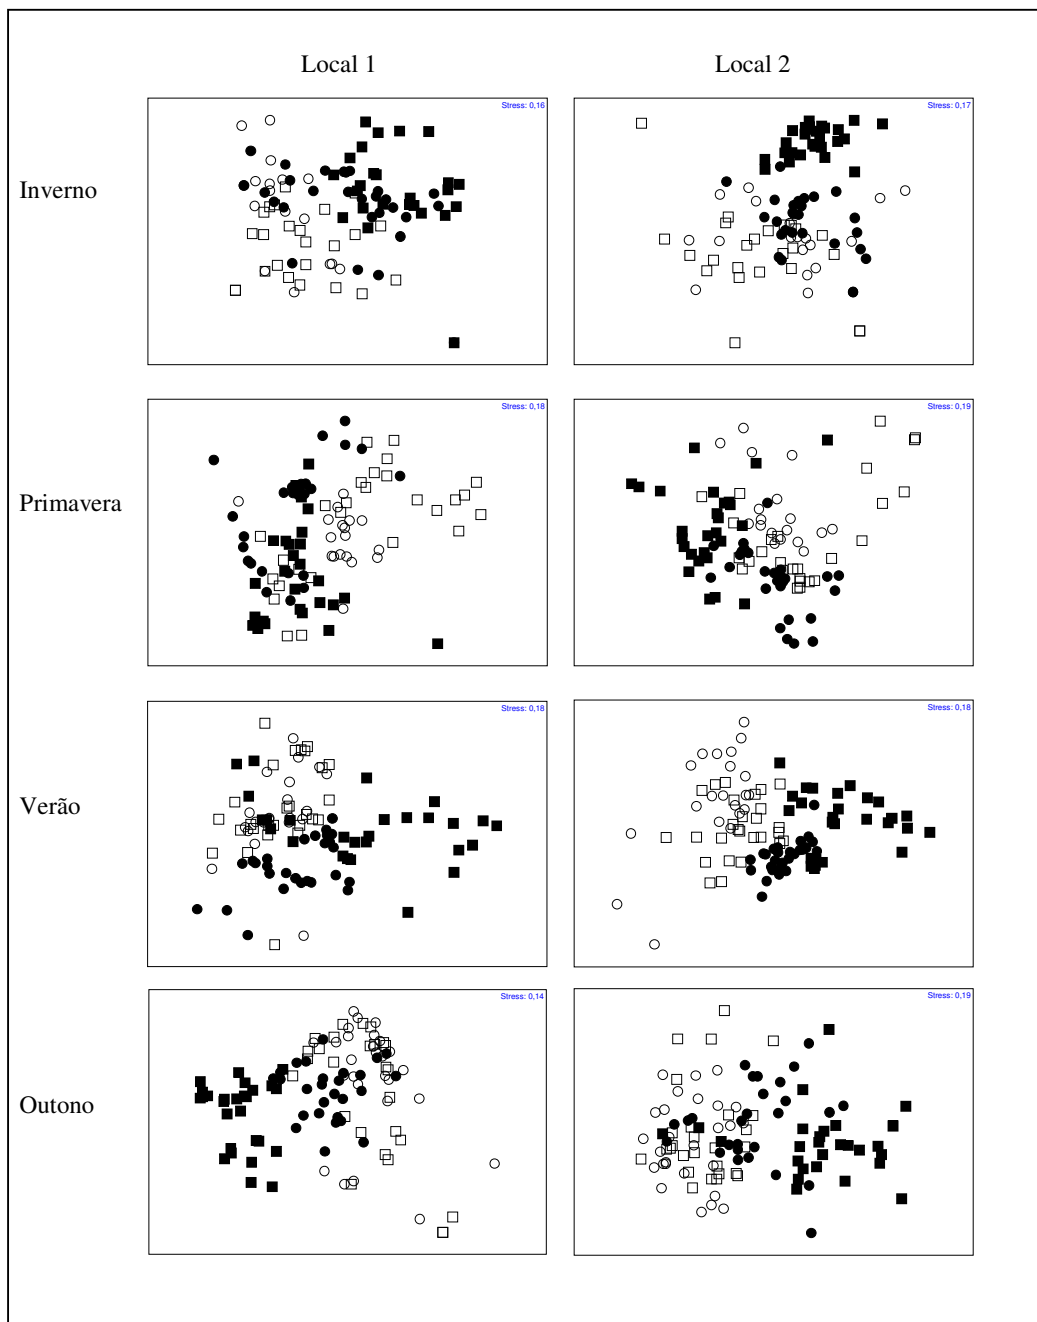 Local 1 Local 2
Stress: 0,16 Stress: 0,17
Inverno
Stress: 0,18 Stress: 0,19
Primavera
Stress: 0,18 Stress: 0,18
Verão
Stress: 0,14 Stress: 0,19
Outono